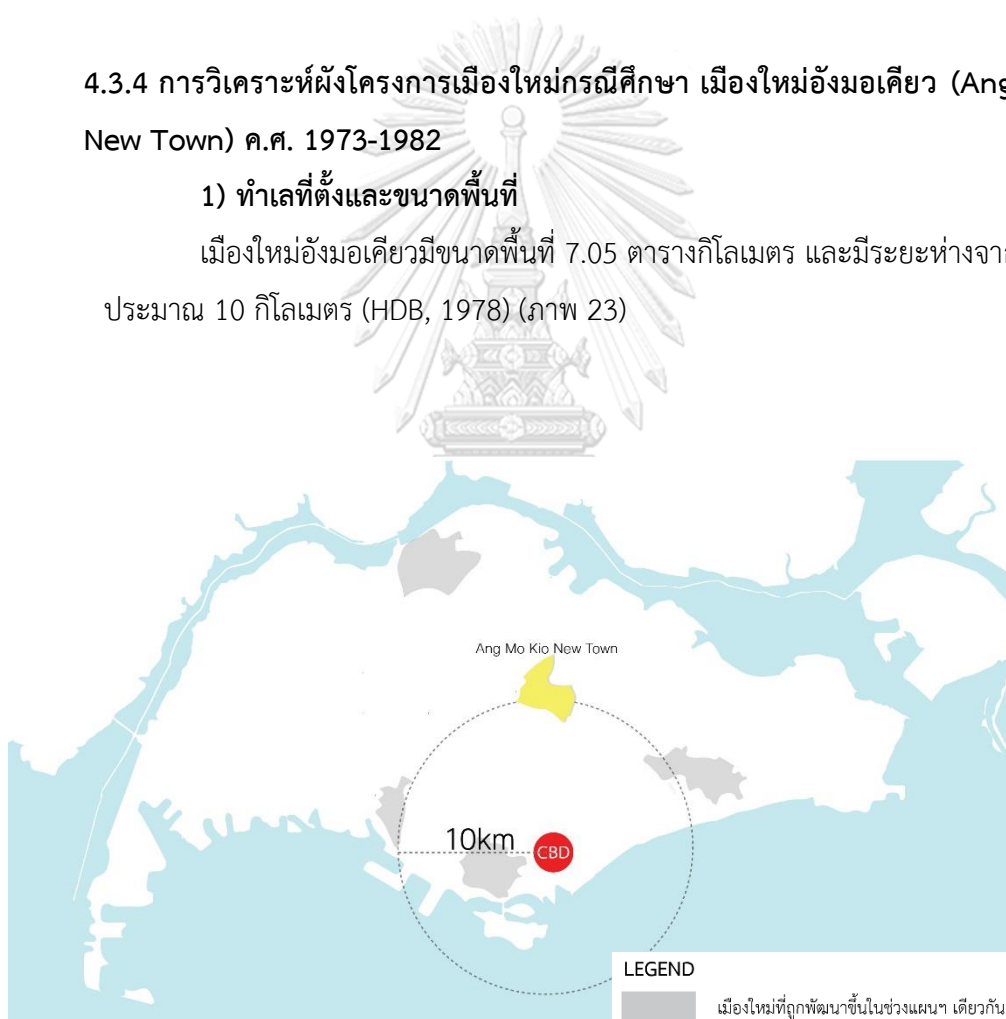 4.3.4 การวิเคราะห์ผังโครงการเมืองใหม่กรณีศึกษา เมืองใหม่อังมอเคียว (Ang
New Town) ค.ศ. 1973-1982
1) ทำเลที่ตั้งและขนาดพื้นที่
เมืองใหม่อังมอเคียวมีขนาดพื้นที่ 7.05 ตารางกิโลเมตร และมีระยะห่างจาก
ประมาณ 10 กิโลเมตร (HDB, 1978) (ภาพ 23)
Ang Mo Kio New Town
10km
CBD
LEGEND
เมืองใหม่ที่ถูกพัฒนาขึ้นในช่วงแผนฯ เดียวกัน